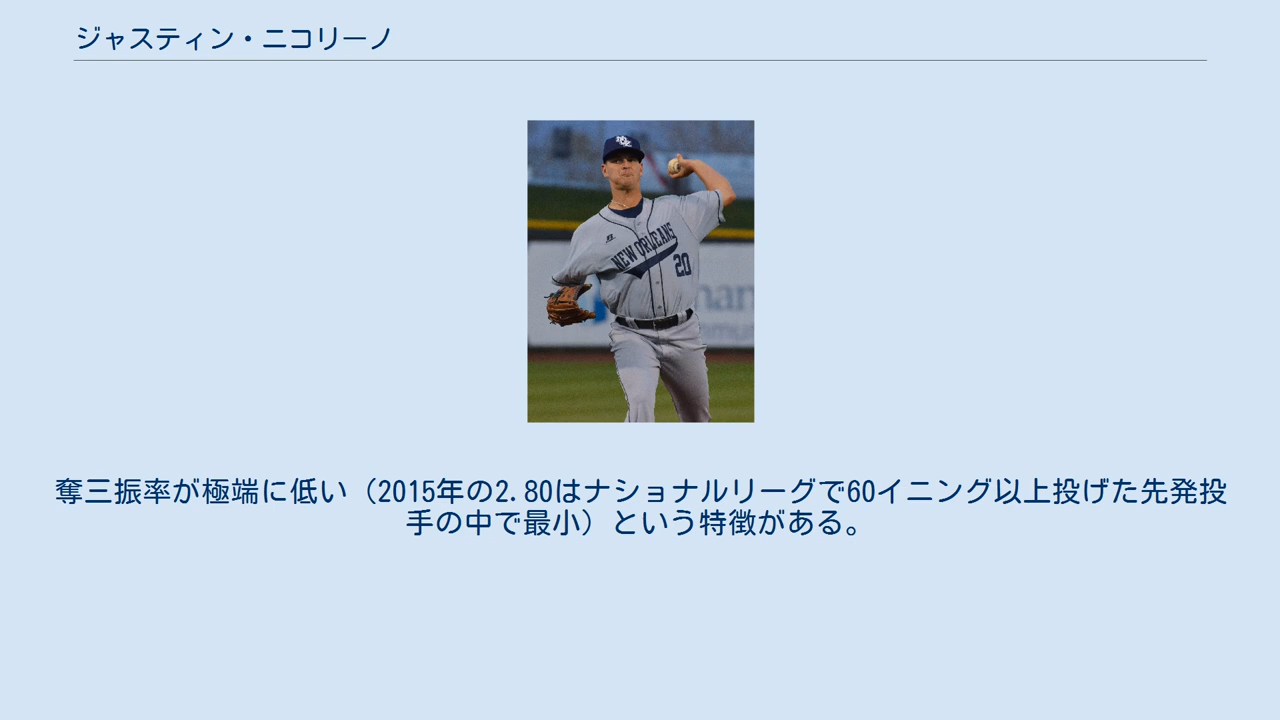 ジャスティン・ニコリーノ
NEW ORLEANS
20
奪三振率が極端に低い（2015年の2.80はナショナルリーグで60イニング以上投げた先発投
手の中で最小）という特徴がある。